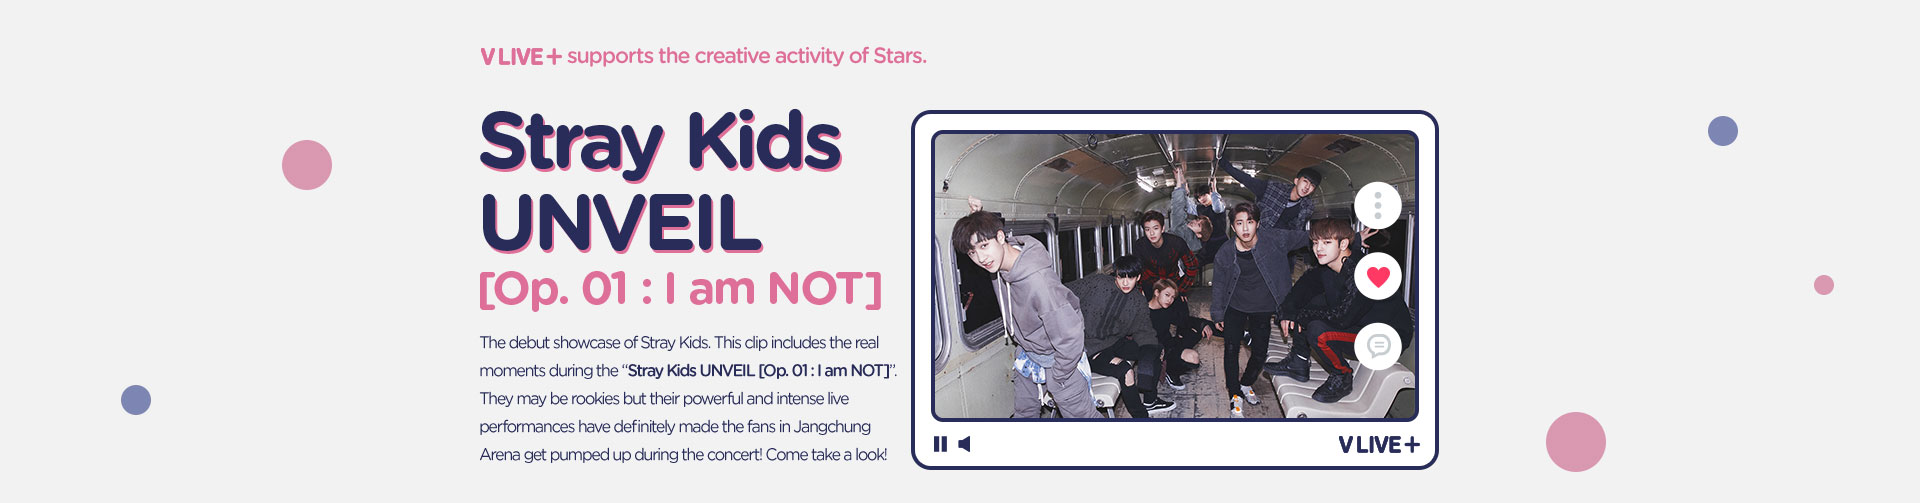 V LIVE+ supports the creative activity of Stars.
Stray Kids
UNVEIL
[Op. 01 : I am NOT]
The debut showcase of Stray Kids. This clip includes the real
moments during the “Stray Kids UNVEIL [Op. 01 : I am NOT]”.
They may be rookies but their powerful and intense live
performances have definitely made the fans in Jangchung
Arena get pumped up during the concert! Come take a look!
V LIVE+